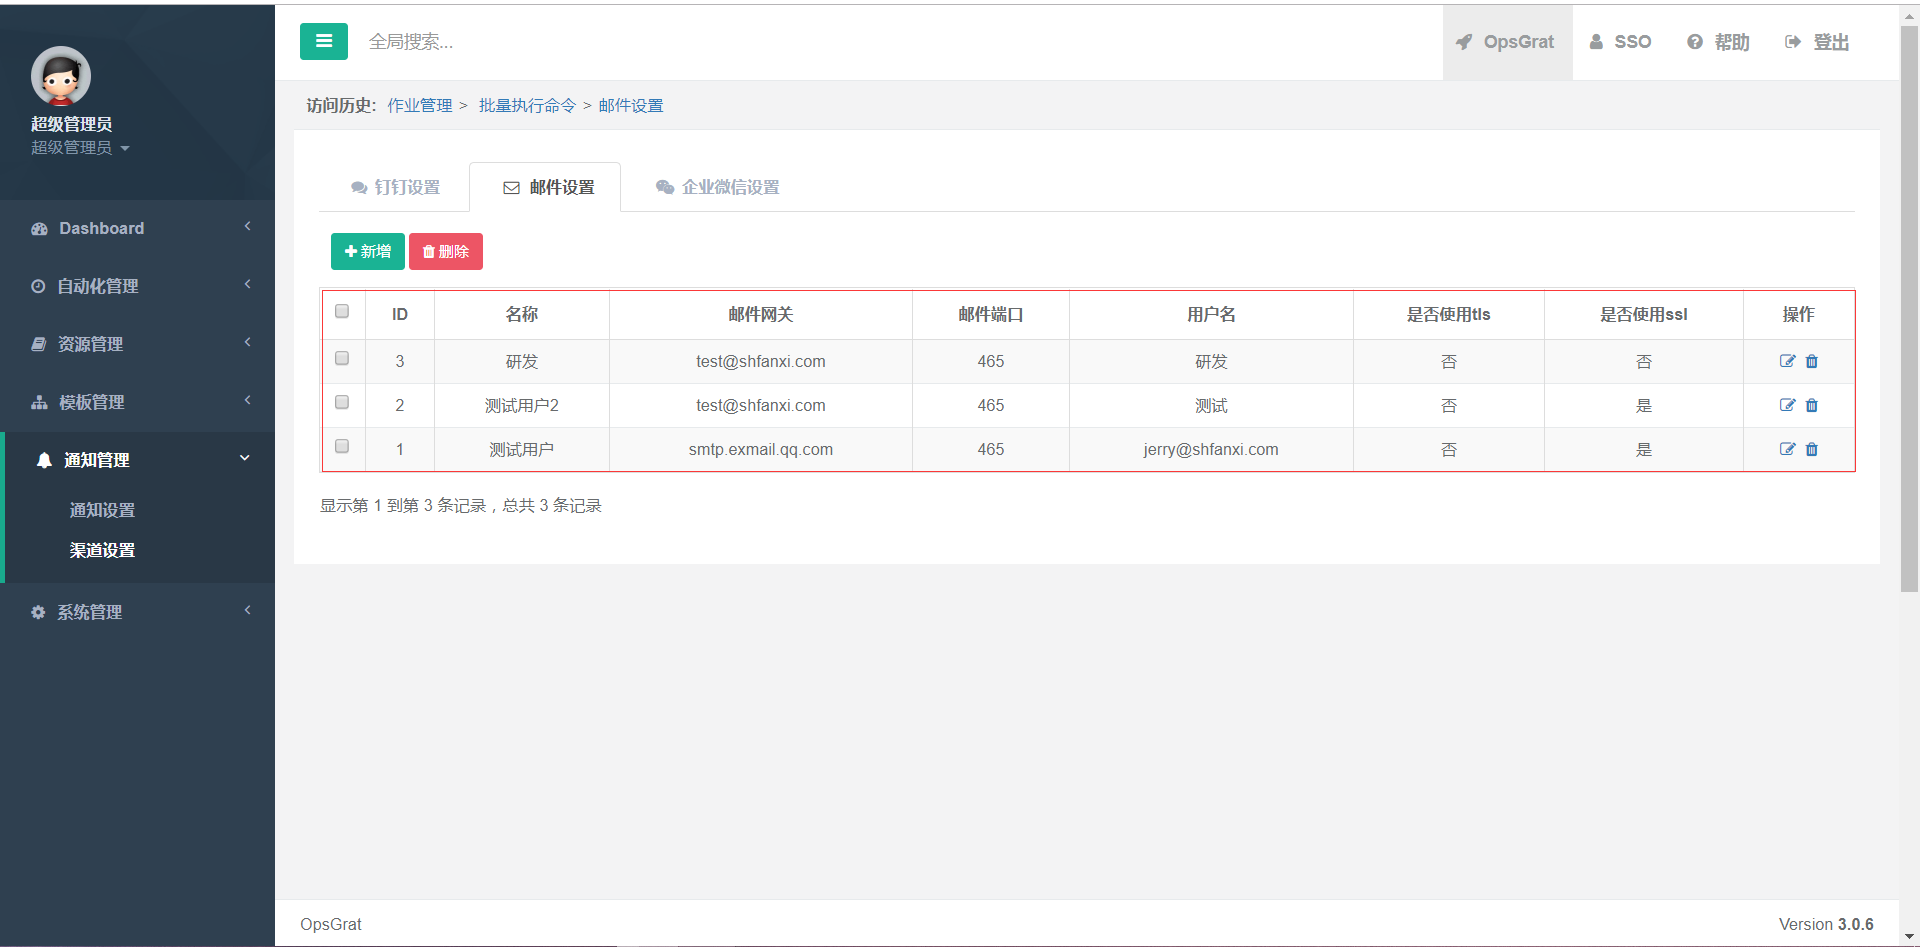 超级管理员
超级管理员
Dashboard
自动化管理
资源管理
模板管理
通知管理
通知设置
渠道设置
系统管理
全局搜索...
OpsGrat SSO 帮助 登出
访问历史: 作业管理 > 批量执行命令 > 邮件设置
钉钉设置 邮件设置 企业微信设置
新增 删除
ID 名称 邮件网关 邮件端口 用户名 是否使用tls 是否使用ssl 操作
3 研发 test@shfanxi.com 465 研发 否 否
2 测试用户2 test@shfanxi.com 465 测试 否 是
1 测试用户 smtp.exmail.qq.com 465 jerry@shfanxi.com 否 是
显示第 1 到第 3 条记录，总共 3 条记录
OpsGrat Version 3.0.6